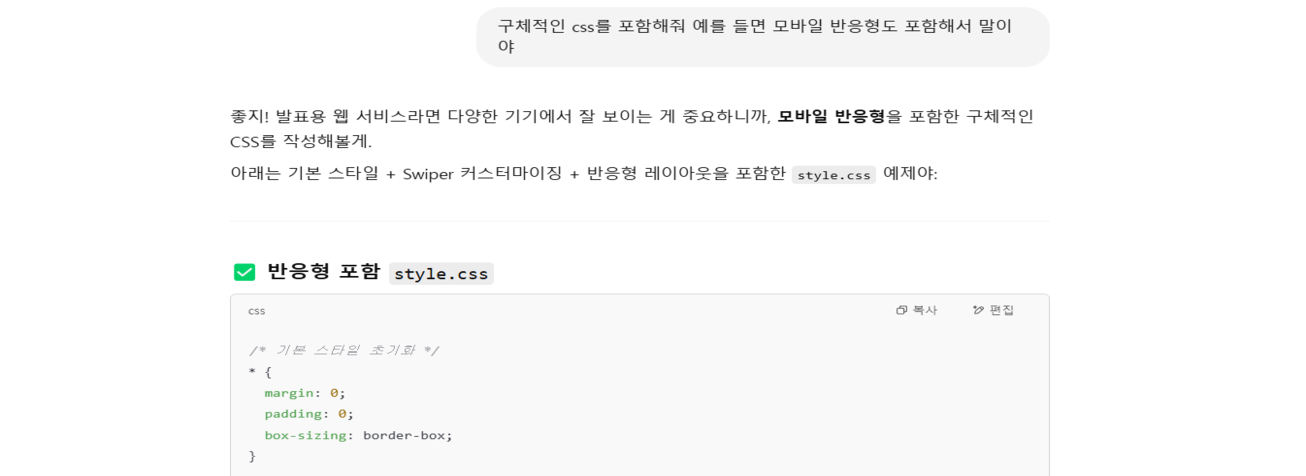 구체적인 css를 포함해줘 예를 들면 모바일 반응형도 포함해서 말이
야
좋지! 발표용 웹 서비스라면 다양한 기기에서 잘 보이는 게 중요하니까, 모바일 반응형을 포함한 구체적인
CSS를 작성해볼게.
아래는 기본 스타일 + Swiper 커스터마이징 + 반응형 레이아웃을 포함한 style.css 예제야:
✅ 반응형 포함 style.css
css 복사 편집
/* 기본 스타일 초기화 */
* {
  margin: 0;
  padding: 0;
  box-sizing: border-box;
}